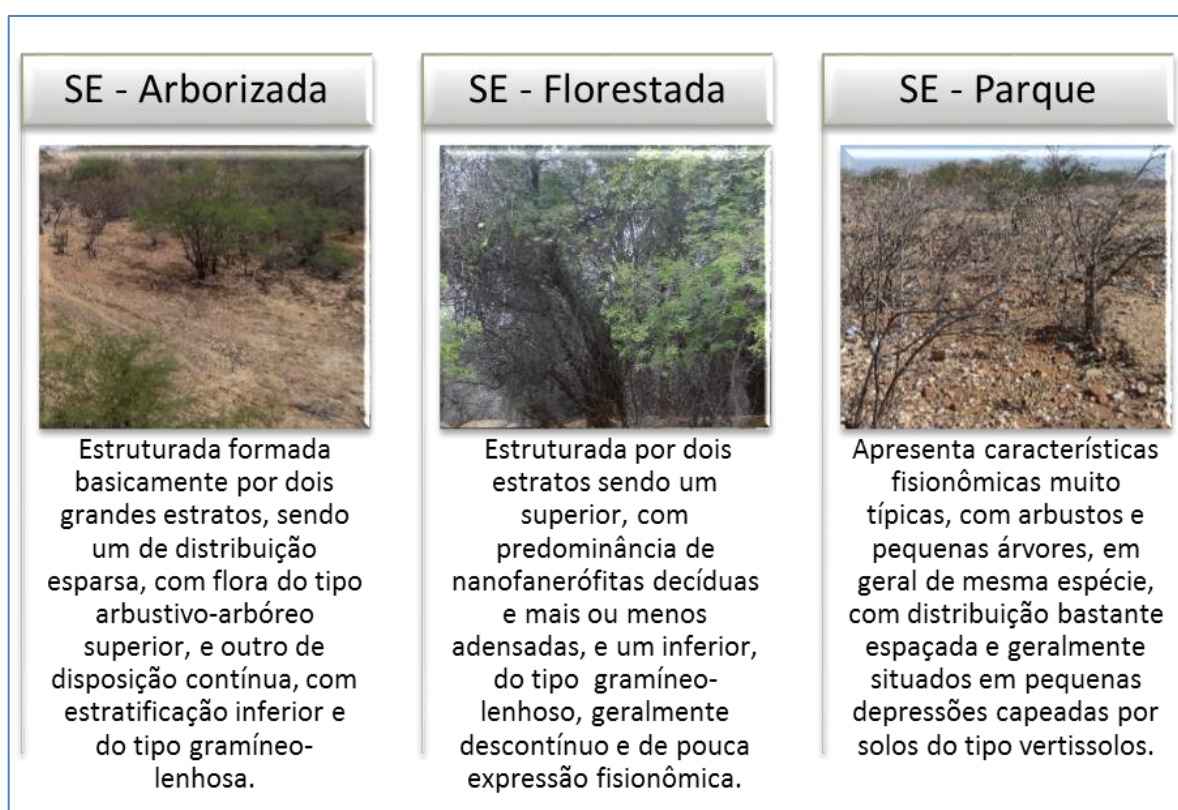 SE - Arborizada
Estruturada formada
basicamente por dois
grandes estratos, sendo
um de distribuição
esparsa, com flora do tipo
arbustivo-arbóreo
superior, e outro de
disposição contínua, com
estratificação inferior e
do tipo gramíneo-
lenhosa.
SE - Florestada
Estruturada por dois
estratos sendo um
superior, com
predominância de
nanofanerófitas decíduas
e mais ou menos
adensadas, e um inferior,
do tipo gramíneo-
lenhoso, geralmente
descontínuo e de pouca
expressão fisionômica.
SE - Parque
Apresenta características
fisionômicas muito
típicas, com arbustos e
pequenas árvores, em
geral de mesma espécie,
com distribuição bastante
espaçada e geralmente
situados em pequenas
depressões capeadas por
solos do tipo vertissolos.